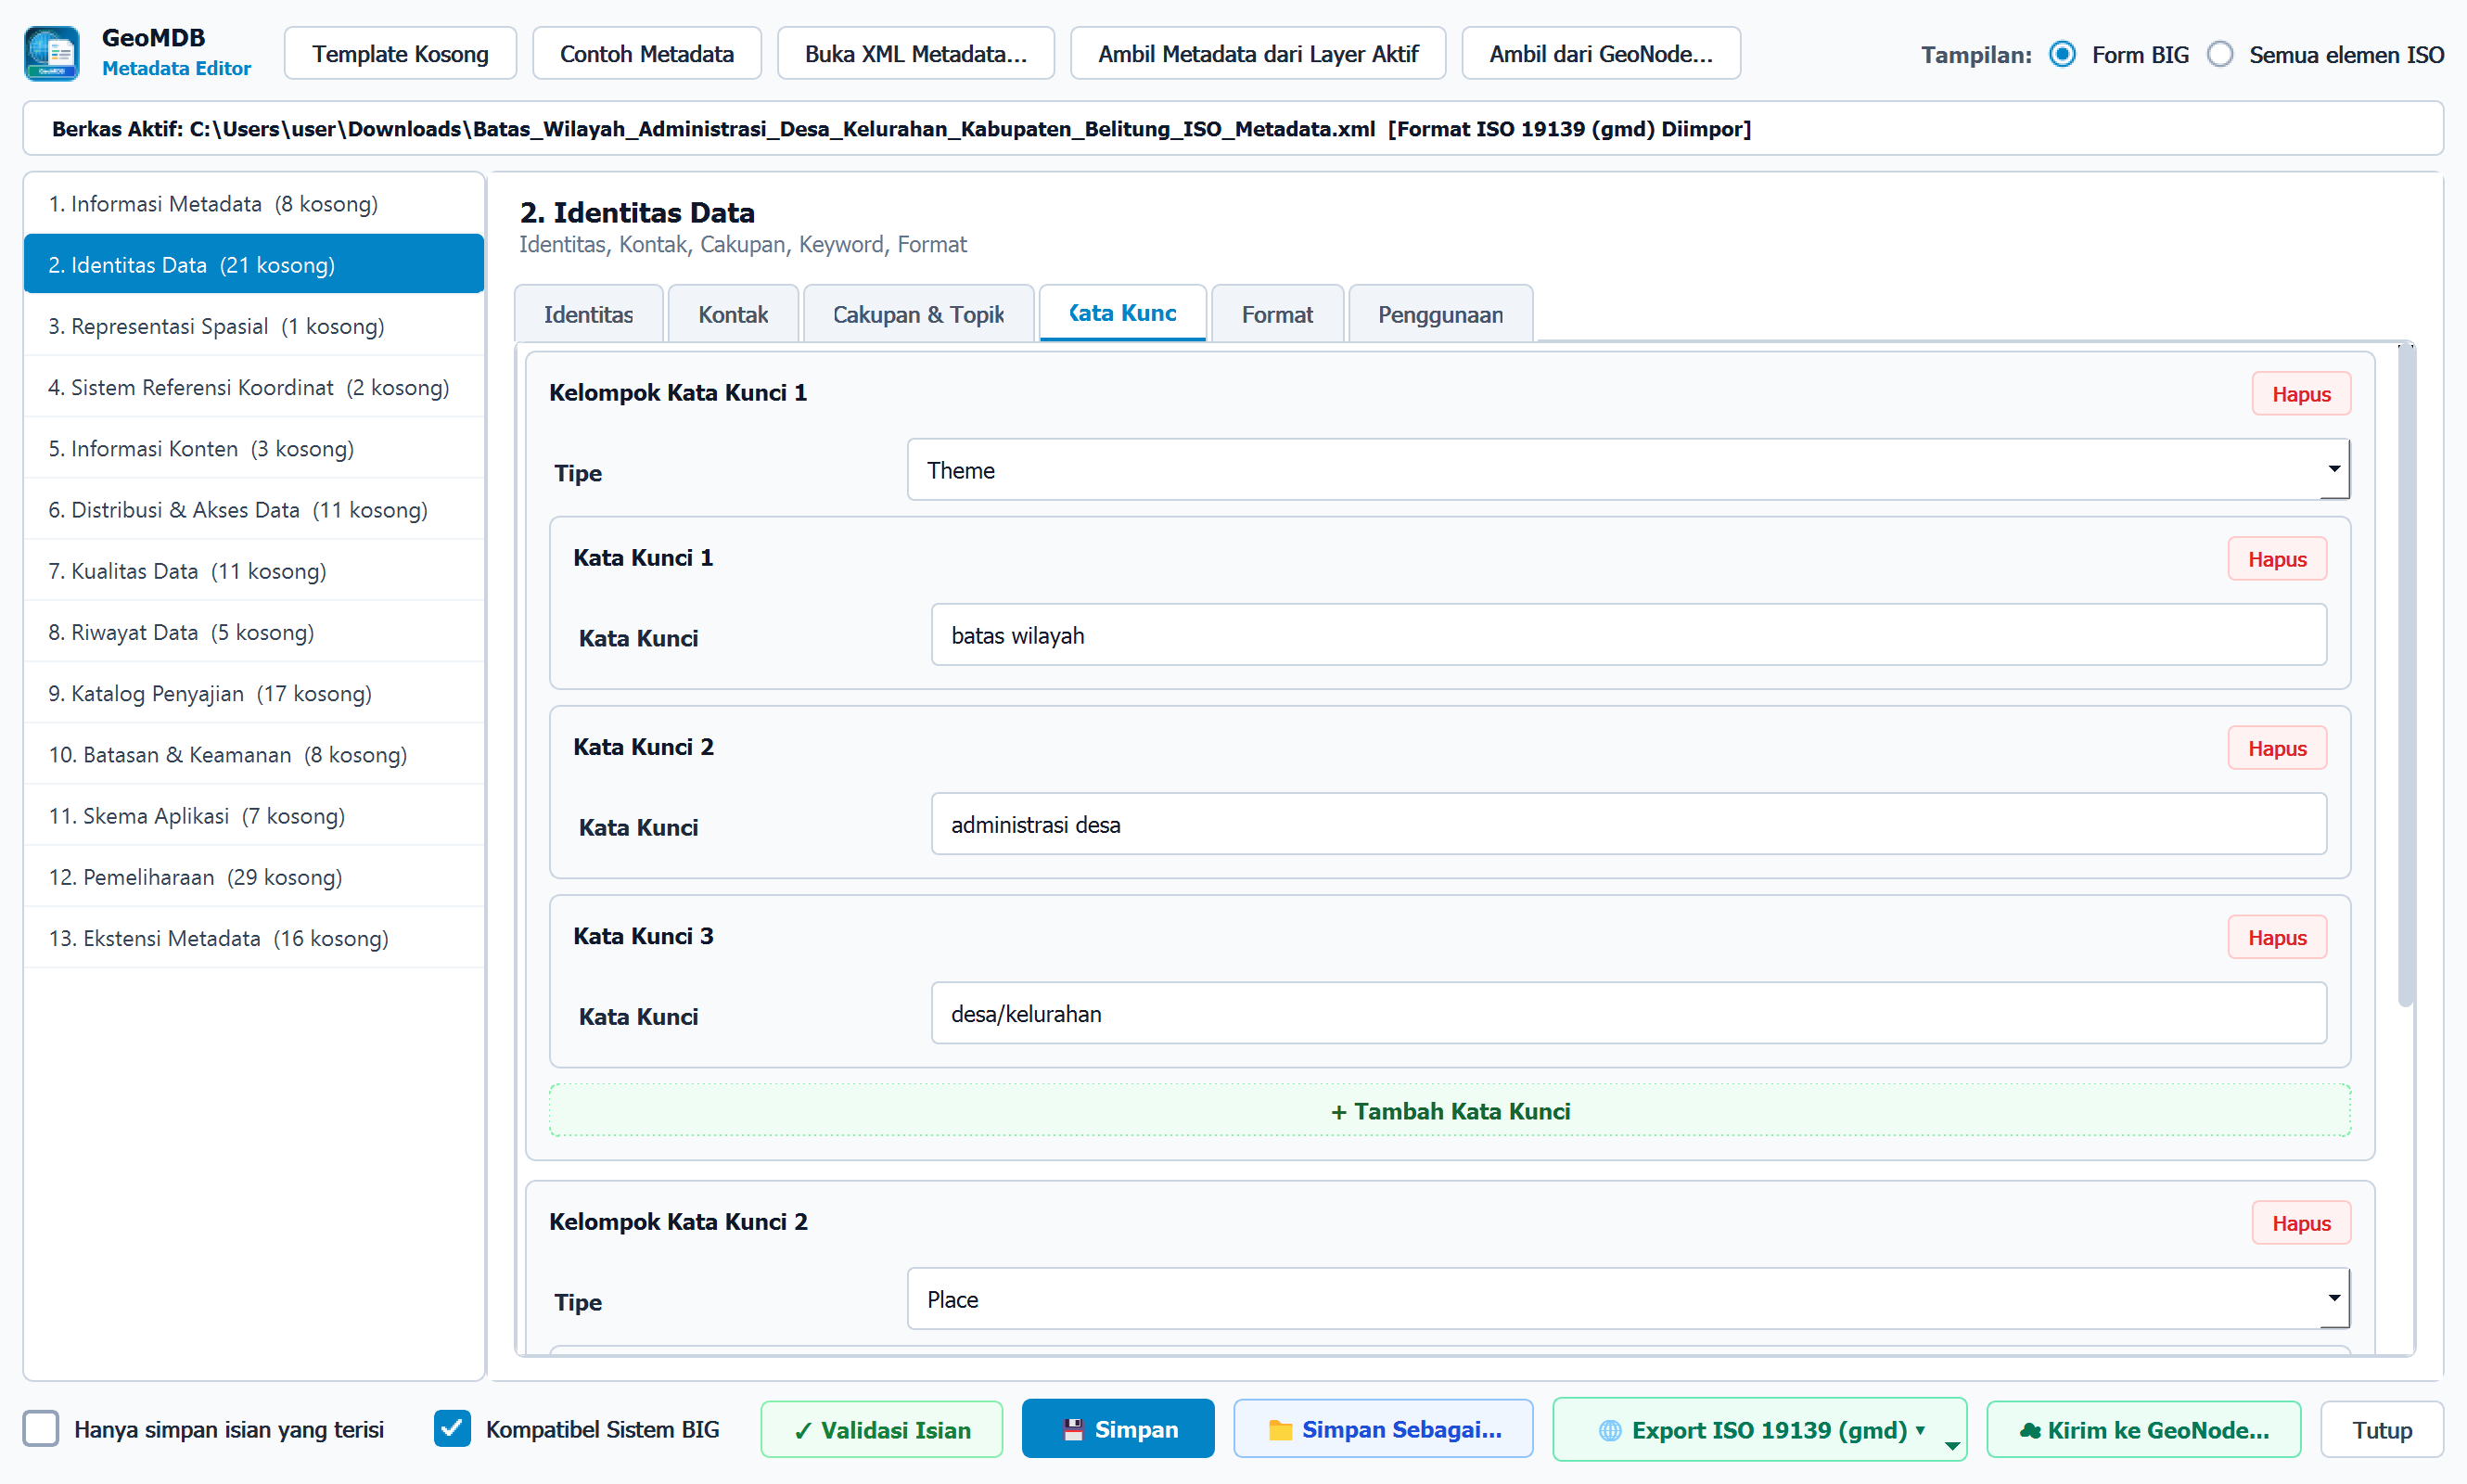 GeoMDB
Metadata Editor
Template Kosong
Contoh Metadata
Buka XML Metadata...
Ambil Metadata dari Layer Aktif
Ambil dari GeoNode...
Tampilan:
Form BIG
Semua elemen ISO
Berkas Aktif: C:\Users\user\Downloads\Batas_Wilayah_Administrasi_Desa_Kelurahan_Kabupaten_Belitung_ISO_Metadata.xml [Format ISO 19139 (gmd) Diimpor]
1. Informasi Metadata (8 kosong)
2. Identitas Data (21 kosong)
3. Representasi Spasial (1 kosong)
4. Sistem Referensi Koordinat (2 kosong)
5. Informasi Konten (3 kosong)
6. Distribusi & Akses Data (11 kosong)
7. Kualitas Data (11 kosong)
8. Riwayat Data (5 kosong)
9. Katalog Penyajian (17 kosong)
10. Batasan & Keamanan (8 kosong)
11. Skema Aplikasi (7 kosong)
12. Pemeliharaan (29 kosong)
13. Ekstensi Metadata (16 kosong)
2. Identitas Data
Identitas, Kontak, Cakupan, Keyword, Format
Identitas
Kontak
Cakupan & Topik
Kata Kunc
Format
Penggunaan
Kelompok Kata Kunci 1
Hapus
Tipe
Theme
Kata Kunci 1
Hapus
Kata Kunci
batas wilayah
Kata Kunci 2
Hapus
Kata Kunci
administrasi desa
Kata Kunci 3
Hapus
Kata Kunci
desa/kelurahan
+ Tambah Kata Kunci
Kelompok Kata Kunci 2
Hapus
Tipe
Place
Hanya simpan isian yang terisi
Kompatibel Sistem BIG
✓ Validasi Isian
Simpan
Simpan Sebagai...
Export ISO 19139 (gmd) ▾
Kirim ke GeoNode...
Tutup